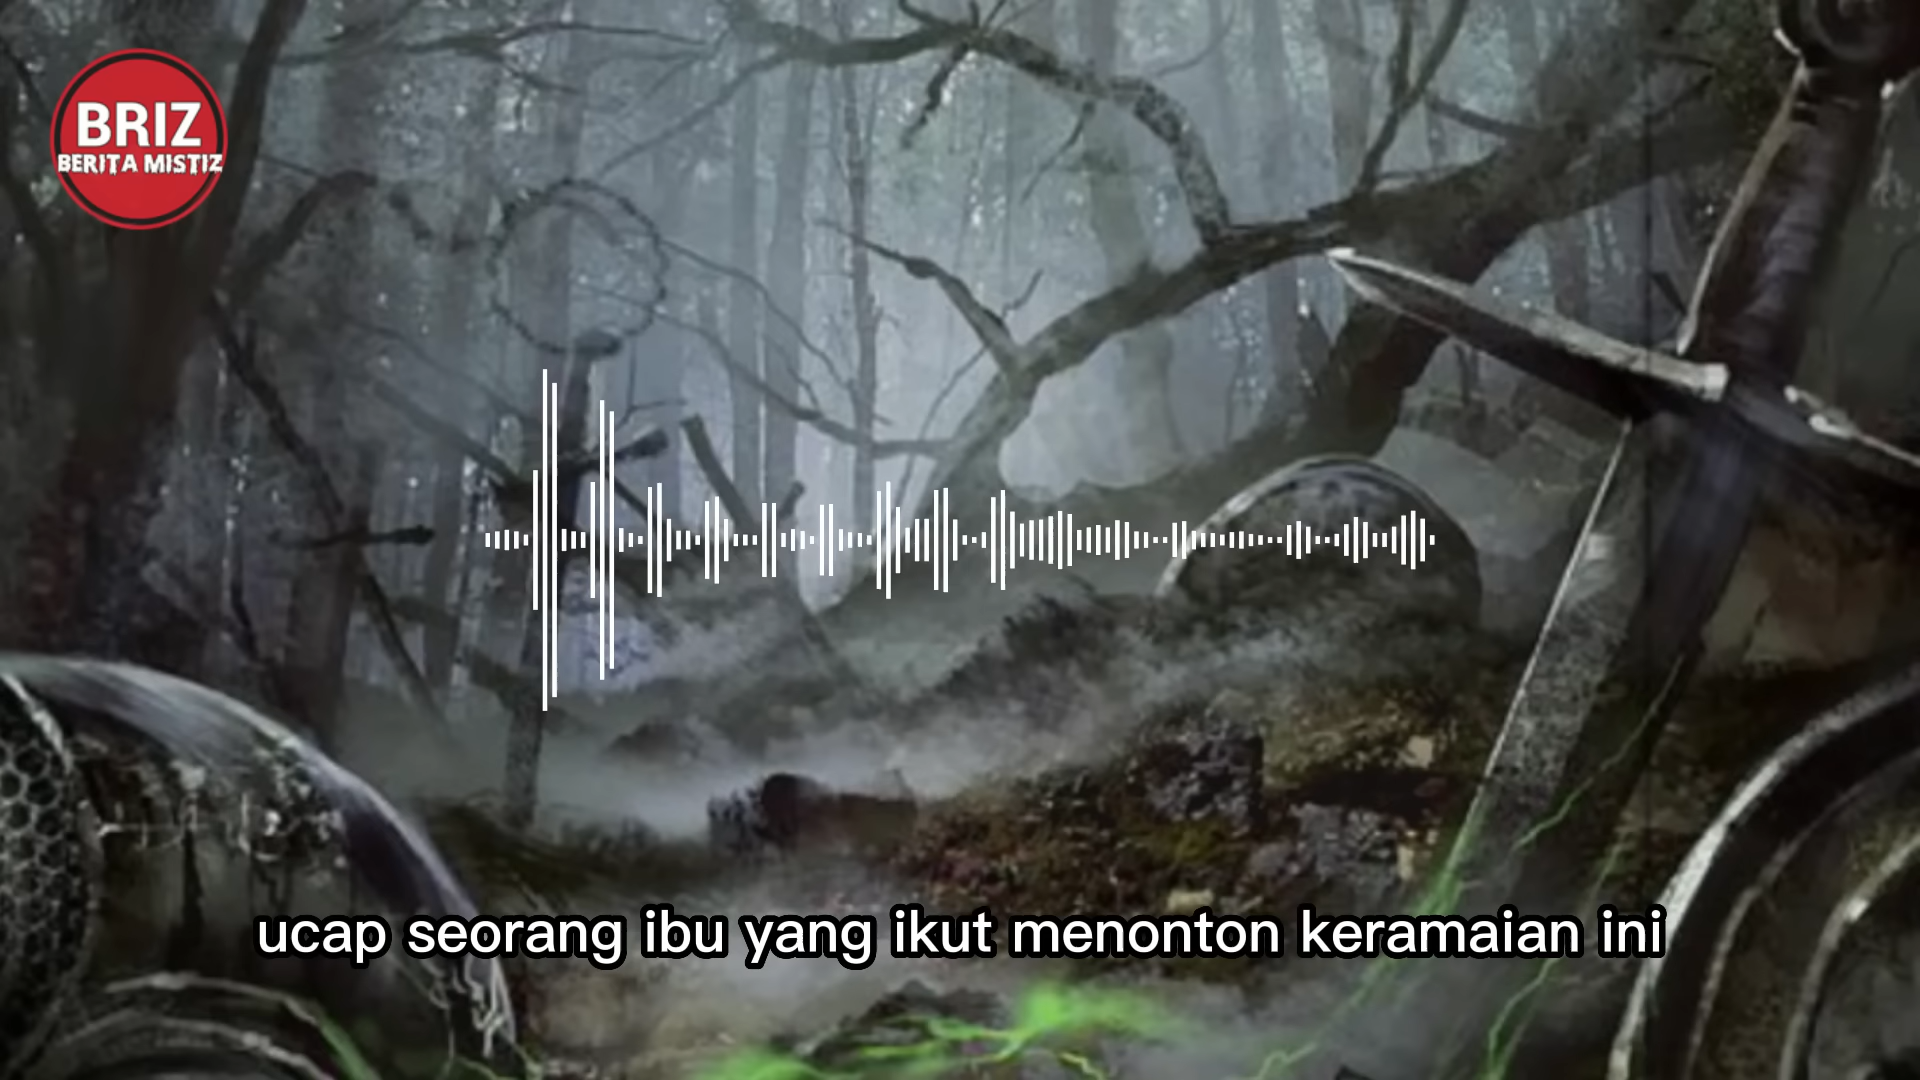 BRIZ
BERITA MISTIZ
ucap seorang ibu yang ikut menonton keramaian ini